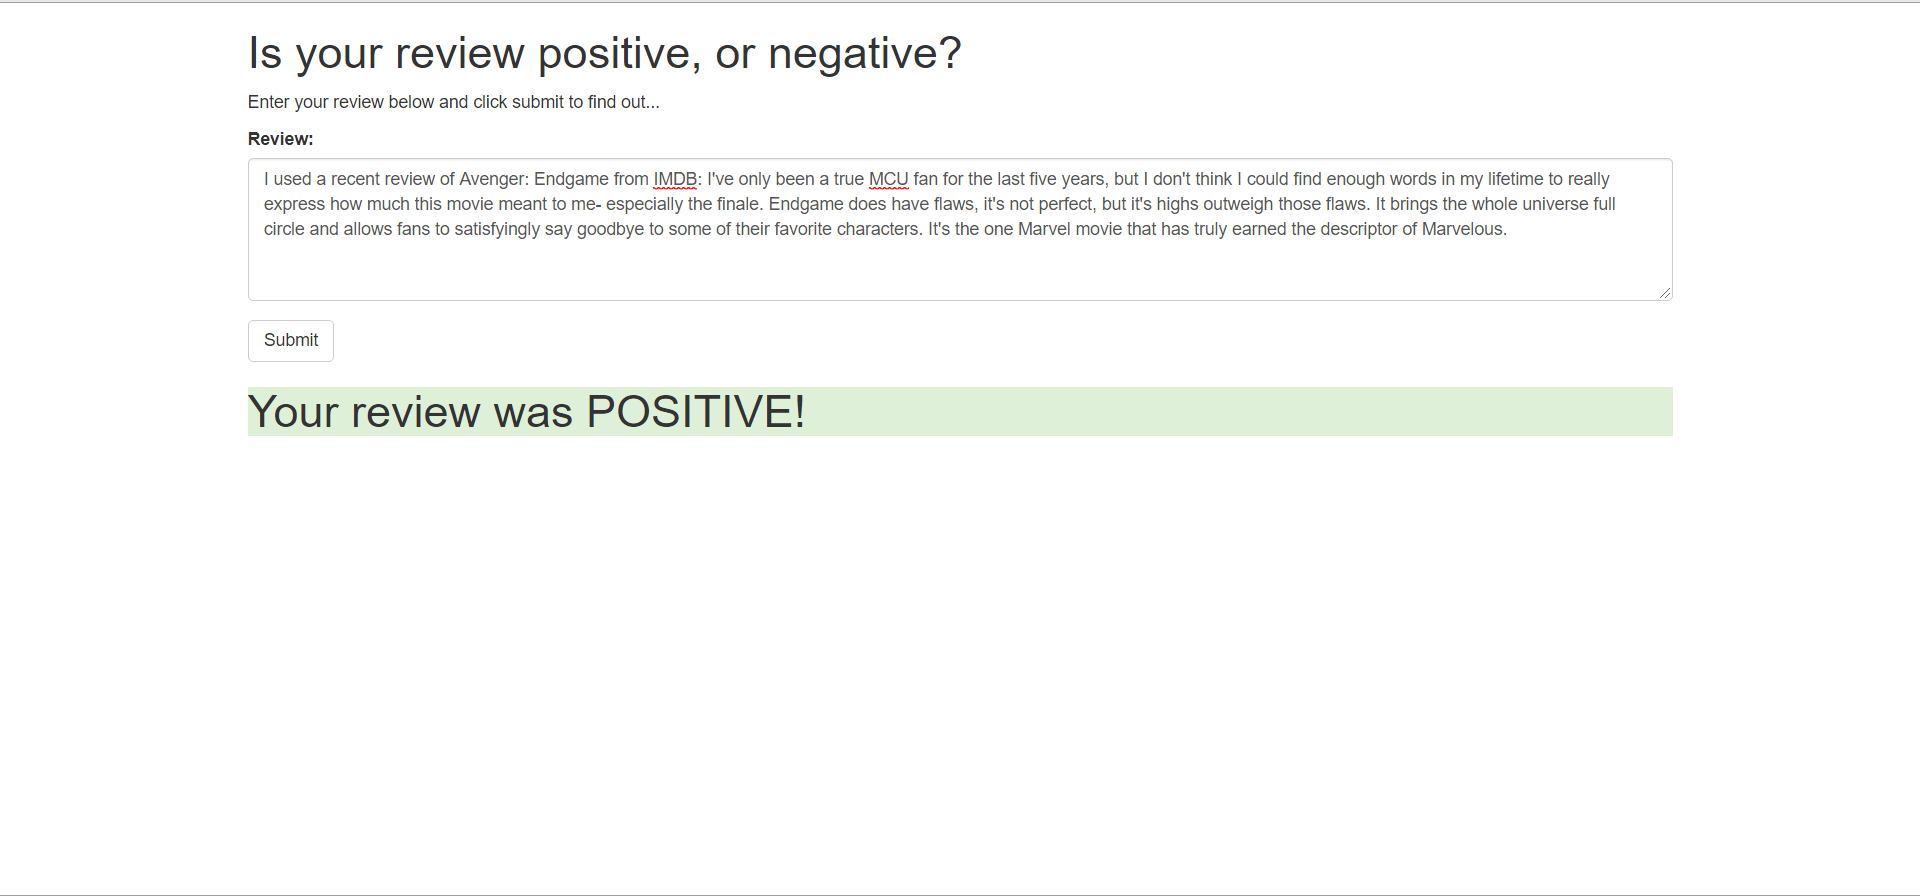 Is your review positive, or negative?
Enter your review below and click submit to find out...
Review:
I used a recent review of Avenger: Endgame from IMDB: I've only been a true MCU fan for the last five years, but I don't think I could find enough words in my lifetime to really
express how much this movie meant to me- especially the finale. Endgame does have flaws, it's not perfect, but it's highs outweigh those flaws. It brings the whole universe full
circle and allows fans to satisfyingly say goodbye to some of their favorite characters. It's the one Marvel movie that has truly earned the descriptor of Marvelous.
Submit
Your review was POSITIVE!